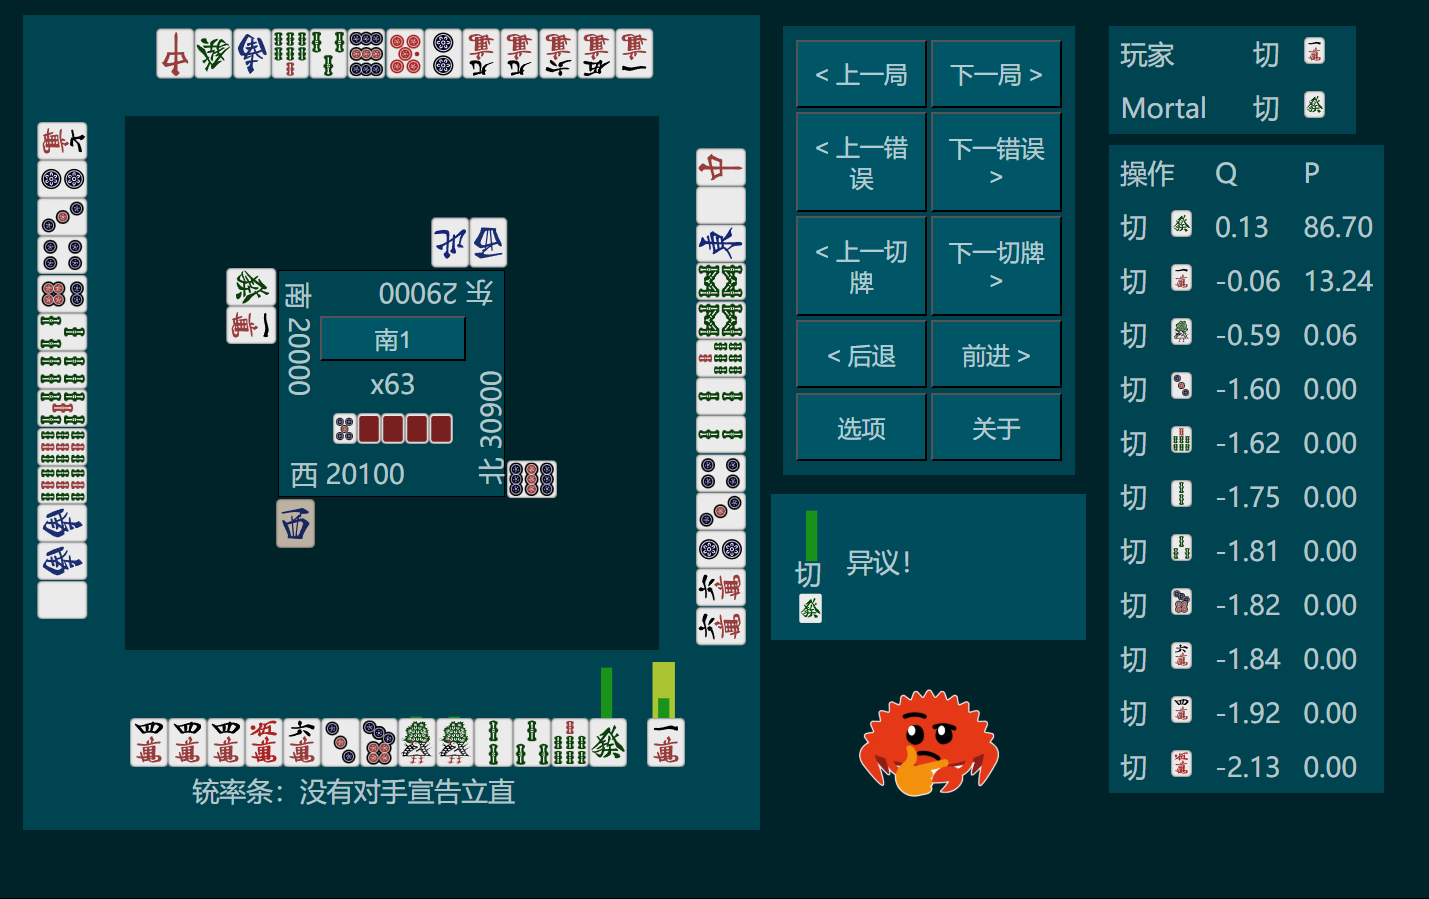 东 29000
南 20000
南1
x63
北 30900
西 20100
铳率条：没有对手宣告立直
< 上一局
下一局 >
< 上一错误
下一错误 >
< 上一切牌
下一切牌 >
< 后退
前进 >
选项
关于
切
异议！
玩家 切
Mortal 切
操作 Q P
切 0.13 86.70
切 -0.06 13.24
切 -0.59 0.06
切 -1.60 0.00
切 -1.62 0.00
切 -1.75 0.00
切 -1.81 0.00
切 -1.82 0.00
切 -1.84 0.00
切 -1.92 0.00
切 -2.13 0.00